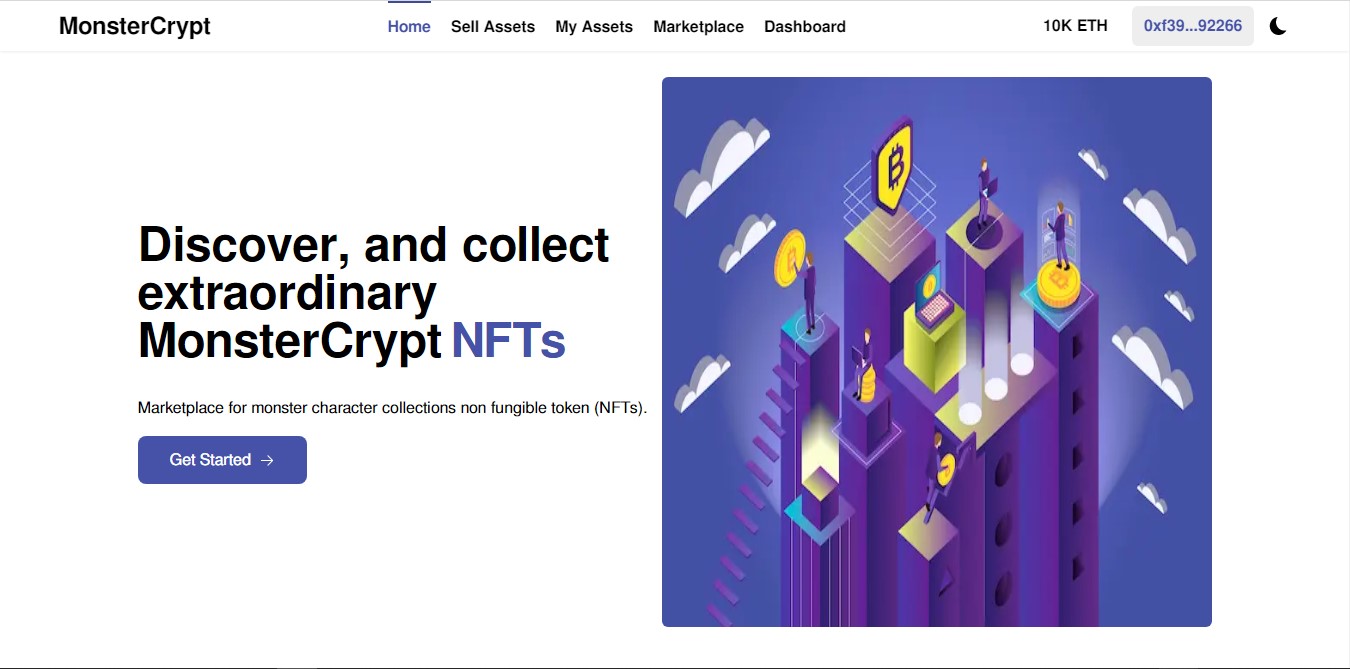 MonsterCrypt
Home Sell Assets My Assets Marketplace Dashboard
10K ETH
0xf39...92266
Discover, and collect
extraordinary
MonsterCrypt NFTs
Marketplace for monster character collections non fungible token (NFTs).
Get Started →